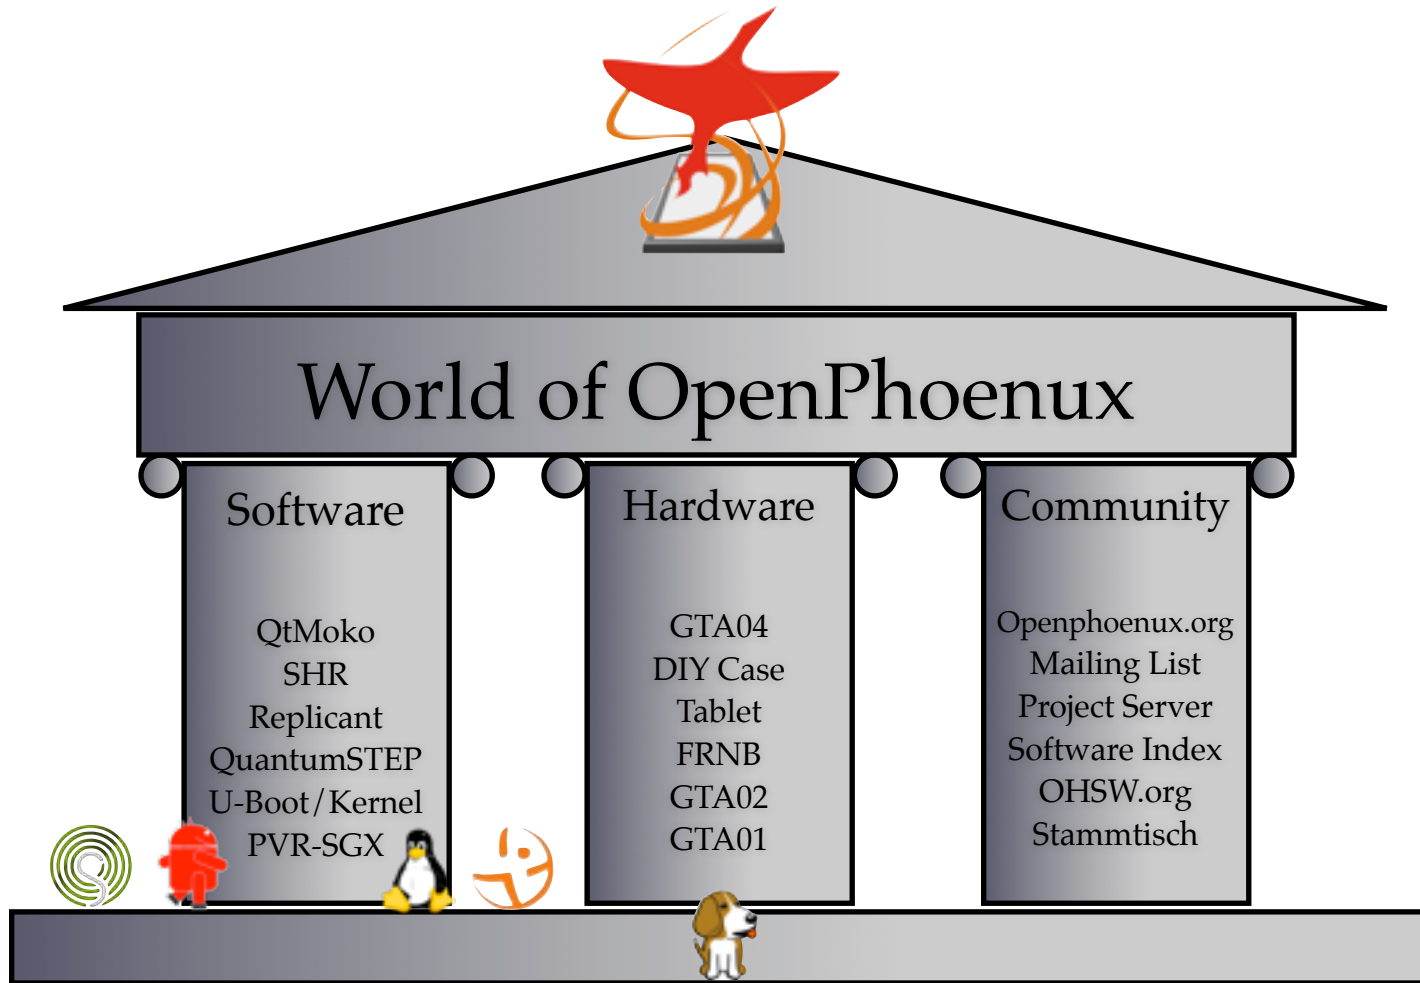 World of OpenPhoenux
Software
QtMoko
SHR
Replicant
QuantumSTEP
U-Boot/Kernel
PVR-SGX
Hardware
GTA04
DIY Case
Tablet
FRNB
GTA02
GTA01
Community
Openphoenux.org
Mailing List
Project Server
Software Index
OHSW.org
Stammtisch